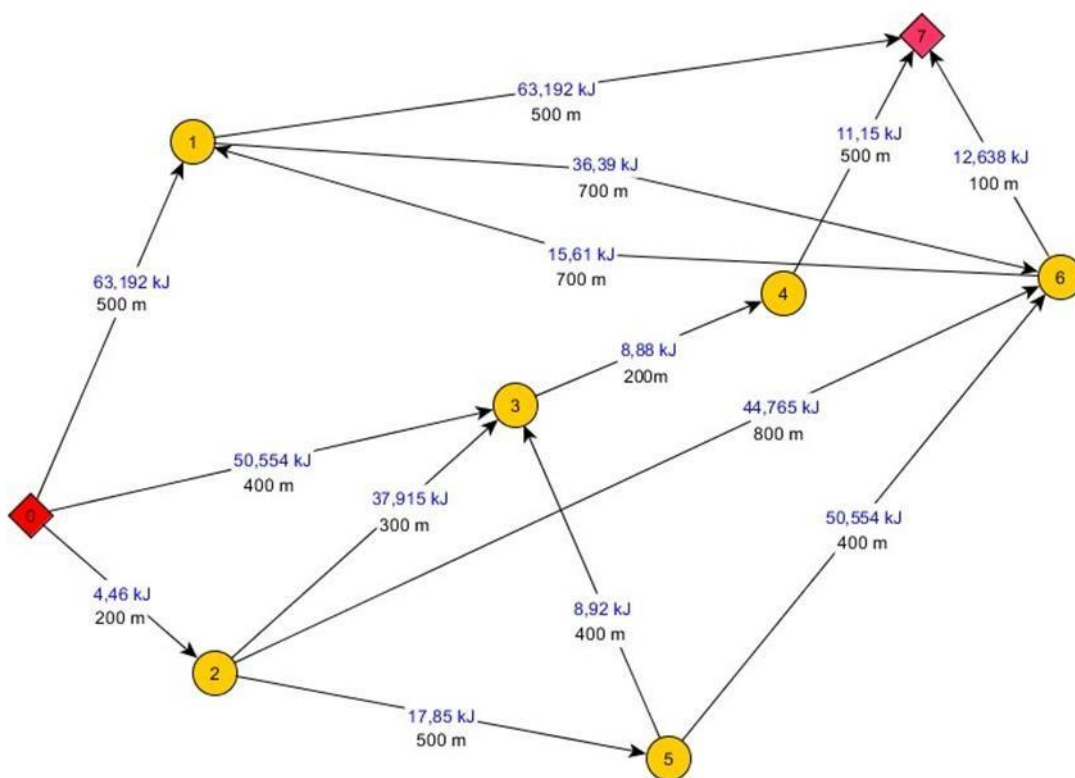 7
63,192 kJ
500 m
1
11,15 kJ
500 m
36,39 kJ
700 m
12,638 kJ
100 m
15,61 kJ
700 m
63,192 kJ
500 m
4
6
8,88 kJ
200m
3
44,765 kJ
800 m
50,554 kJ
400 m
37,915 kJ
300 m
0
50,554 kJ
400 m
4,46 kJ
200 m
8,92 kJ
400 m
2
17,85 kJ
500 m
5